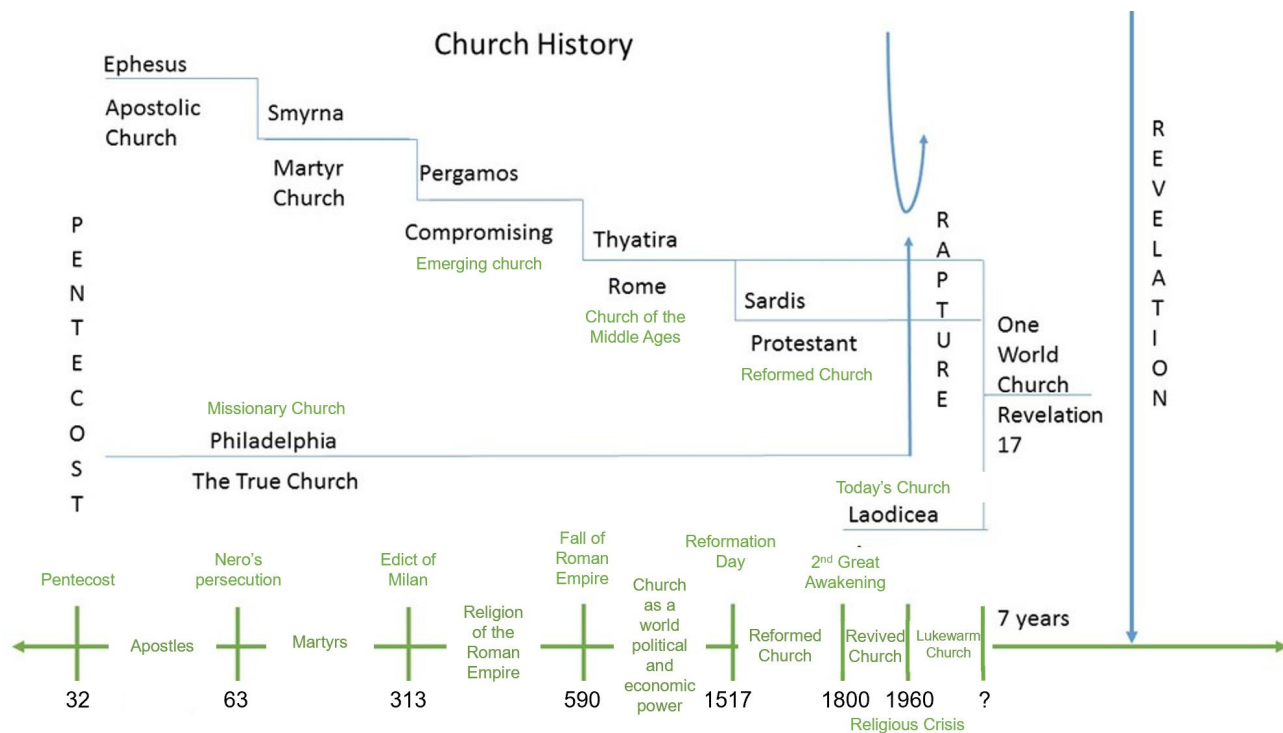 Church History
Ephesus
Apostolic
Church
Smyrna
Martyr
Church
Pergamos
Compromising
Emerging church
Thyatira
Rome
Church of the
Middle Ages
Sardis
Protestant
Reformed Church
PENTECOST
Missionary Church
Philadelphia
The True Church
RAPTURE
One
World
Church
Revelation
17
REVELATION
Today's Church
Laodicea
Pentecost
Nero's
persecution
Edict of
Milan
Fall of
Roman
Empire
Reformation
Day
2nd Great
Awakening
Apostles
Martyrs
Religion
of the
Roman
Empire
Church
as a
world
political
and
economic
power
Reformed
Church
Revived
Church
Lukewarm
Church
7 years
32
63
313
590
1517
1800
1960
?
Religious Crisis